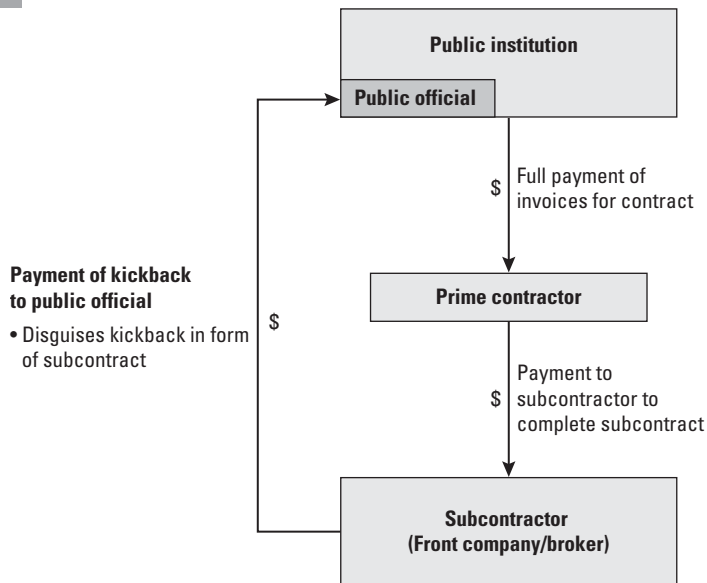 Public institution
Public official
$
Full payment of
invoices for contract
Prime contractor
Payment of kickback
to public official
• Disguises kickback in form
of subcontract
$
$
Payment to
subcontractor to
complete subcontract
Subcontractor
(Front company/broker)